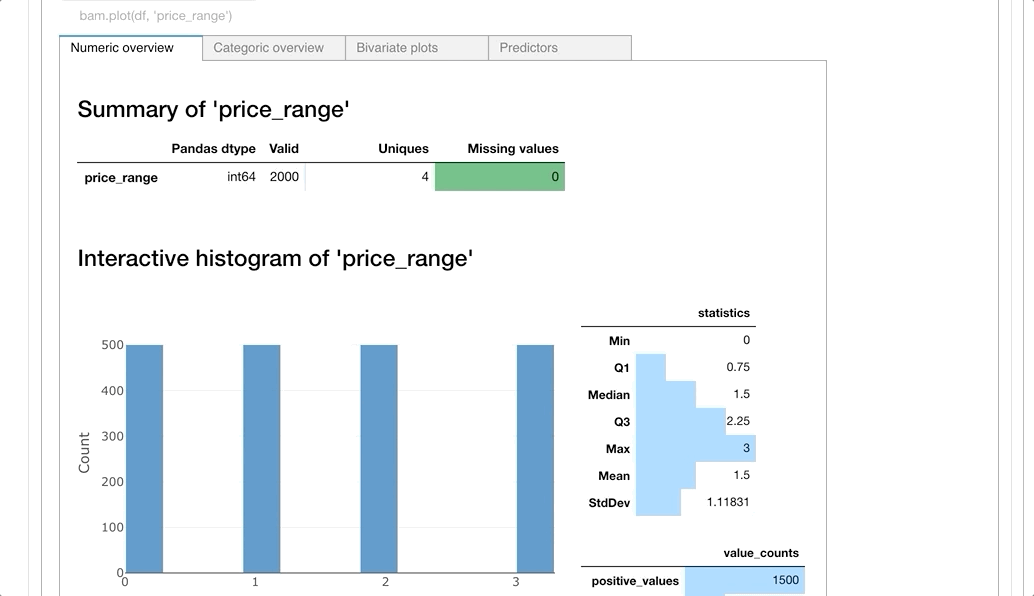 bam.plot(df, 'price_range')
Numeric overview Categoric overview Bivariate plots Predictors
Summary of 'price_range'
Pandas dtype Valid Uniques Missing values
price_range int64 2000 4 0
Interactive histogram of 'price_range'
statistics
Min 0
Q1 0.75
Median 1.5
Q3 2.25
Max 3
Mean 1.5
StdDev 1.11831
value_counts
positive_values 1500
Count
500
400
300
200
100
0
0 1 2 3